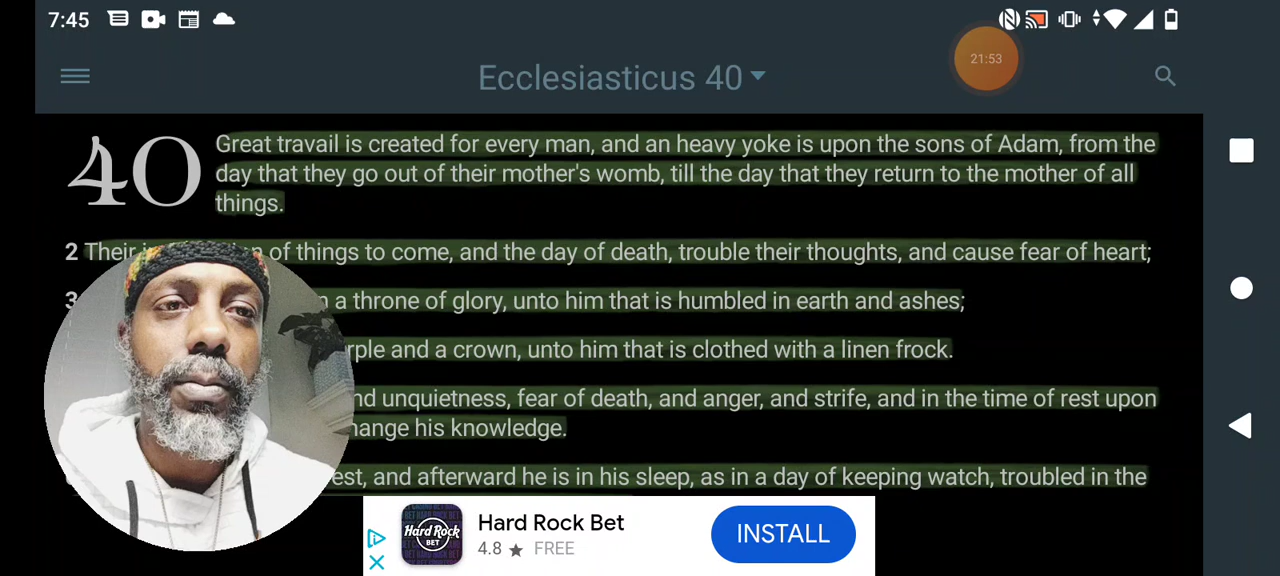 7:45
21:53
Ecclesiasticus 40
40
Great travail is created for every man, and an heavy yoke is upon the sons of Adam, from the
day that they go out of their mother's womb, till the day that they return to the mother of all
things.
2 Their of things to come, and the day of death, trouble their thoughts, and cause fear of heart;
3 a throne of glory, unto him that is humbled in earth and ashes;
and a crown, unto him that is clothed with a linen frock.
unquietness, fear of death, and anger, and strife, and in the time of rest upon
his knowledge.
and afterward he is in his sleep, as in a day of keeping watch, troubled in the
Hard Rock
BET
Hard Rock Bet
4.8 ★ FREE
INSTALL